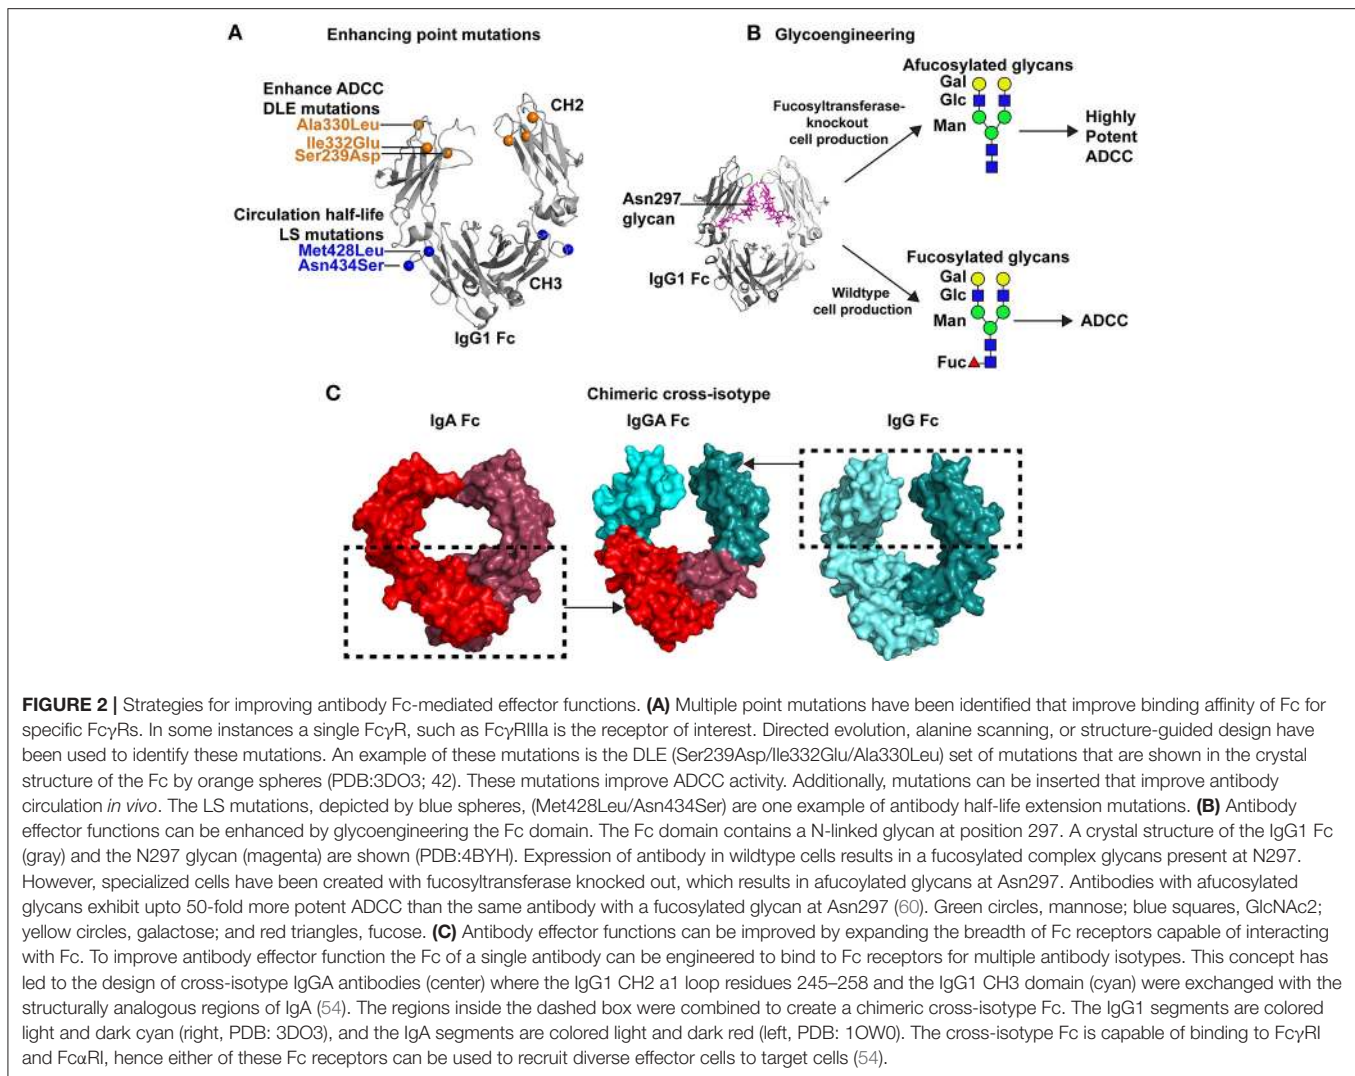 A
Enhancing point mutations
Enhance ADCC
DLE mutations
Ala330Leu
Ile332Glu
Ser239Asp
CH2
Circulation half-life
LS mutations
Met428Leu
Asn434Ser
CH3
IgG1 Fc
B
Glycoengineering
Afucosylated glycans
Gal
Glc
Man
Fucosyltransferase-
knockout
cell production
Highly
Potent
ADCC
Asn297
glycan
IgG1 Fc
Wildtype
cell production
Fucosylated glycans
Gal
Glc
Man
Fuc
ADCC
C
Chimeric cross-isotype
IgA Fc
IgGA Fc
IgG Fc
FIGURE 2 | Strategies for improving antibody Fc-mediated effector functions. (A) Multiple point mutations have been identified that improve binding affinity of Fc for
specific FcγRs. In some instances a single FcγR, such as FcγRIIIa is the receptor of interest. Directed evolution, alanine scanning, or structure-guided design have
been used to identify these mutations. An example of these mutations is the DLE (Ser239Asp/Ile332Glu/Ala330Leu) set of mutations that are shown in the crystal
structure of the Fc by orange spheres (PDB:3DO3; 42). These mutations improve ADCC activity. Additionally, mutations can be inserted that improve antibody
circulation in vivo. The LS mutations, depicted by blue spheres, (Met428Leu/Asn434Ser) are one example of antibody half-life extension mutations. (B) Antibody
effector functions can be enhanced by glycoengineering the Fc domain. The Fc domain contains a N-linked glycan at position 297. A crystal structure of the IgG1 Fc
(gray) and the N297 glycan (magenta) are shown (PDB:4BYH). Expression of antibody in wildtype cells results in a fucosylated complex glycans present at N297.
However, specialized cells have been created with fucosyltransferase knocked out, which results in afucoylated glycans at Asn297. Antibodies with afucosylated
glycans exhibit upto 50-fold more potent ADCC than the same antibody with a fucosylated glycan at Asn297 (60). Green circles, mannose; blue squares, GlcNAc2;
yellow circles, galactose; and red triangles, fucose. (C) Antibody effector functions can be improved by expanding the breadth of Fc receptors capable of interacting
with Fc. To improve antibody effector function the Fc of a single antibody can be engineered to bind to Fc receptors for multiple antibody isotypes. This concept has
led to the design of cross-isotype IgGA antibodies (center) where the IgG1 CH2 a1 loop residues 245–258 and the IgG1 CH3 domain (cyan) were exchanged with the
structurally analogous regions of IgA (54). The regions inside the dashed box were combined to create a chimeric cross-isotype Fc. The IgG1 segments are colored
light and dark cyan (right, PDB: 3DO3), and the IgA segments are colored light and dark red (left, PDB: 1OW0). The cross-isotype Fc is capable of binding to FcγRI
and FcαRI, hence either of these Fc receptors can be used to recruit diverse effector cells to target cells (54).